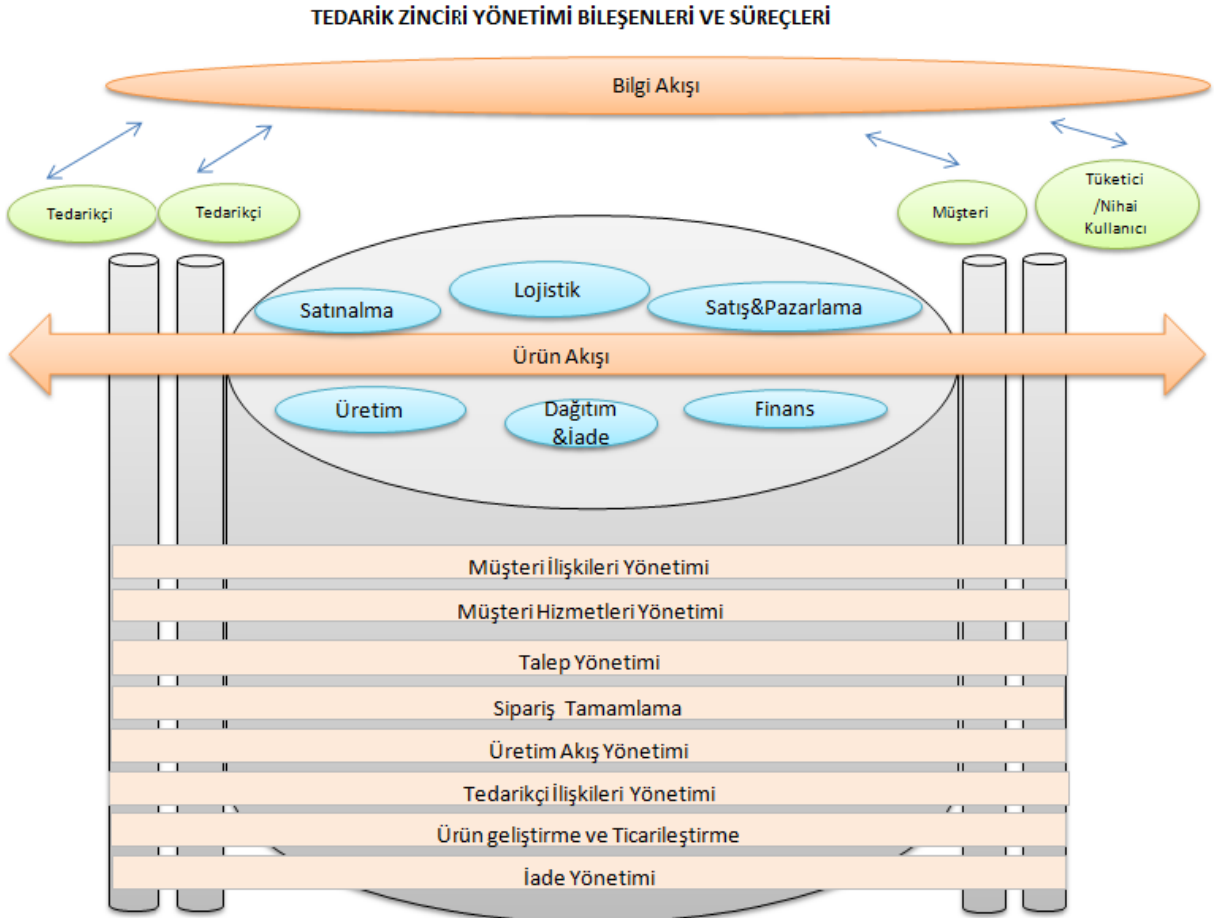 TEDARİK ZİNCİRİ YÖNETİMİ BİLEŞENLERİ VE SÜREÇLERİ
Bilgi Akışı
Tedarikçi
Tedarikçi
Müşteri
Tüketici
/Nihai
Kullanıcı
Satınalma
Lojistik
Satış&Pazarlama
Ürün Akışı
Üretim
Dağıtım
&İade
Finans
Müşteri İlişkileri Yönetimi
Müşteri Hizmetleri Yönetimi
Talep Yönetimi
Sipariş Tamamlama
Üretim Akış Yönetimi
Tedarikçi İlişkileri Yönetimi
Ürün geliştirme ve Ticarileştirme
İade Yönetimi